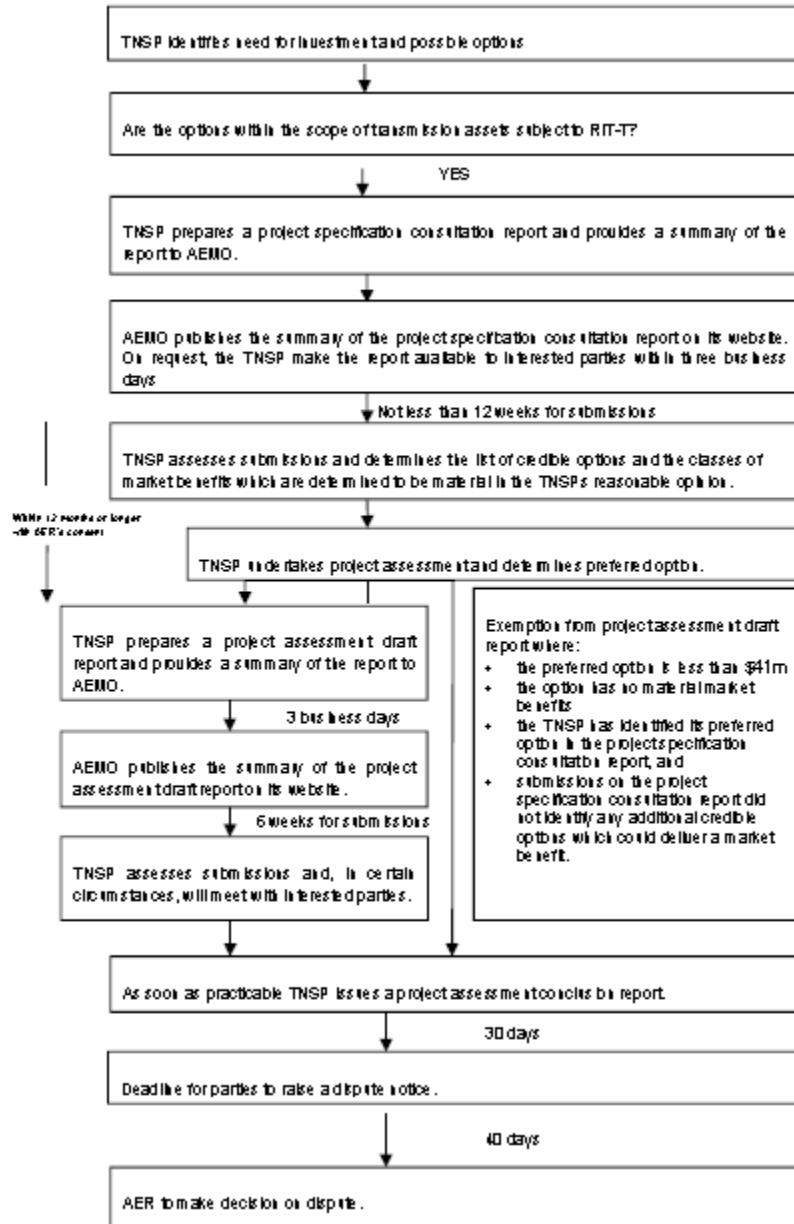 TNSP identifies need for investment and possible options
Are the options within the scope of transmission assets subject to RIT-T?
YES
TNSP prepares a project specification consultation report and provides a summary of the
report to AEMO.
AEMO publishes the summary of the project specification consultation report on its website.
On request, the TNSP make the report available to interested parties within three business
days
Not less than 12 weeks for submissions
TNSP assesses submissions and determines the list of credible options and the classes of
market benefits which are determined to be material in the TNSPs reasonable opinion.
Within 12 months or longer
with AER's consent
TNSP undertakes project assessment and determines preferred option.
TNSP prepares a project assessment draft
report and provides a summary of the report to
AEMO.
3 business days
AEMO publishes the summary of the project
assessment draft report on its website.
6 weeks for submissions
TNSP assesses submissions and, in certain
circumstances, will meet with interested parties.
Exemption from project assessment draft
report where:
• the preferred option is less than $41m
• the option has no material market
benefits
• the TNSP has identified its preferred
option in the project specification
consultation report, and
• submissions on the project
specification consultation report did
not identify any additional credible
options which could deliver a market
benefit.
As soon as practicable TNSP issues a project assessment conclusion report.
30 days
Deadline for parties to raise a dispute notice.
40 days
AER to make decision on dispute.